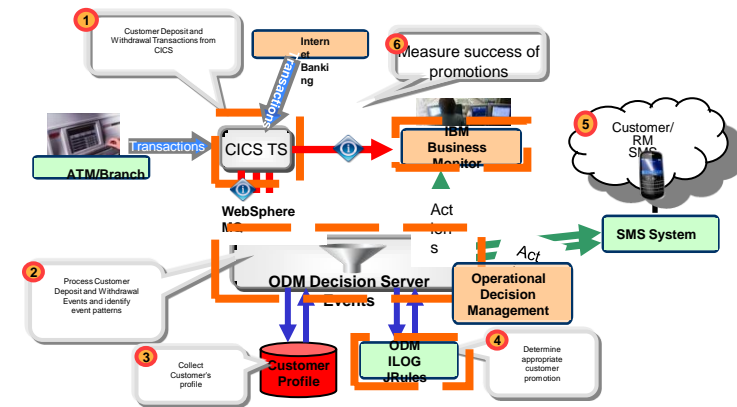 1
Customer Deposit and
Withdrawal Transactions from
CICS
Intern
et
Banki
ng
6
Measure success of
promotions
Transactions
Transactions
CICS TS
ATM/Branch
IBM
Business
Monitor
5
Customer/
RM
SMS
WebSphere
MQ
Act
ion
s
Act
SMS System
2
Process Customer
Deposit and Withdrawal
Events and identify
event patterns
ODM Decision Server
Events
Operational
Decision
Management
3
Collect
Customer's
profile
Customer
Profile
ODM
ILOG
JRules
4
Determine
appropriate
customer
promotion